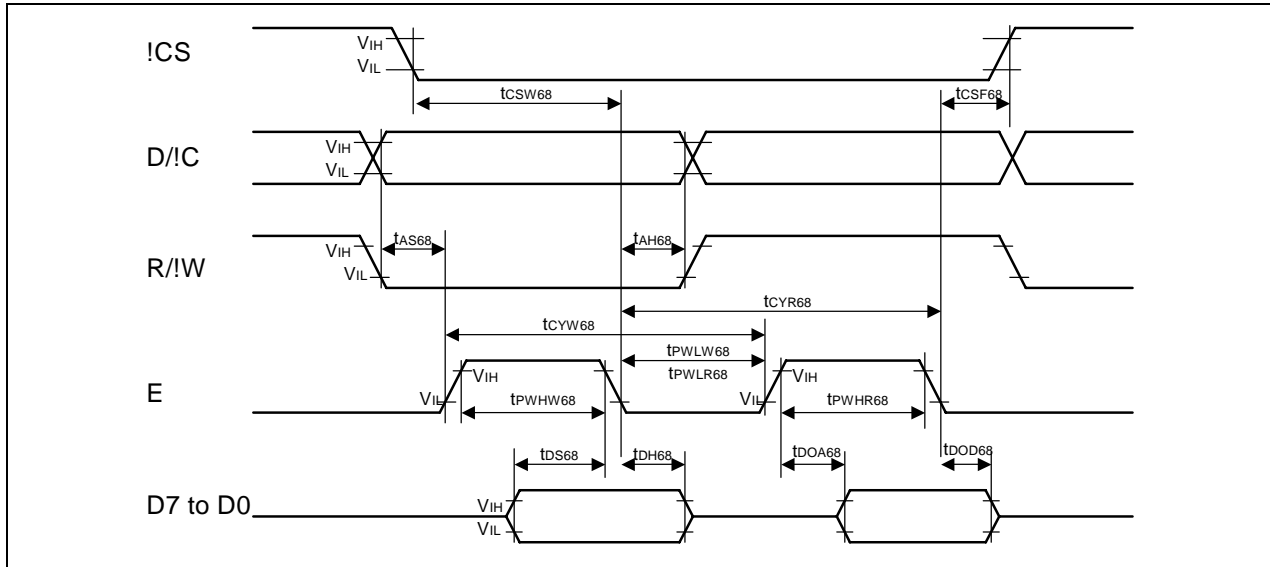 !CS
VIH
VIL
tCSW68
tCSF68
D/!C
VIH
VIL
R/!W
VIH
VIL
tAS68
tAH68
tCYR68
tCYW68
tPWLW68
tPWLR68
E
VIH
VIL
tPWHW68
VIH
VIL
tPWHR68
tDS68
tDH68
tDOA68
tDOD68
D7 to D0
VIH
VIL